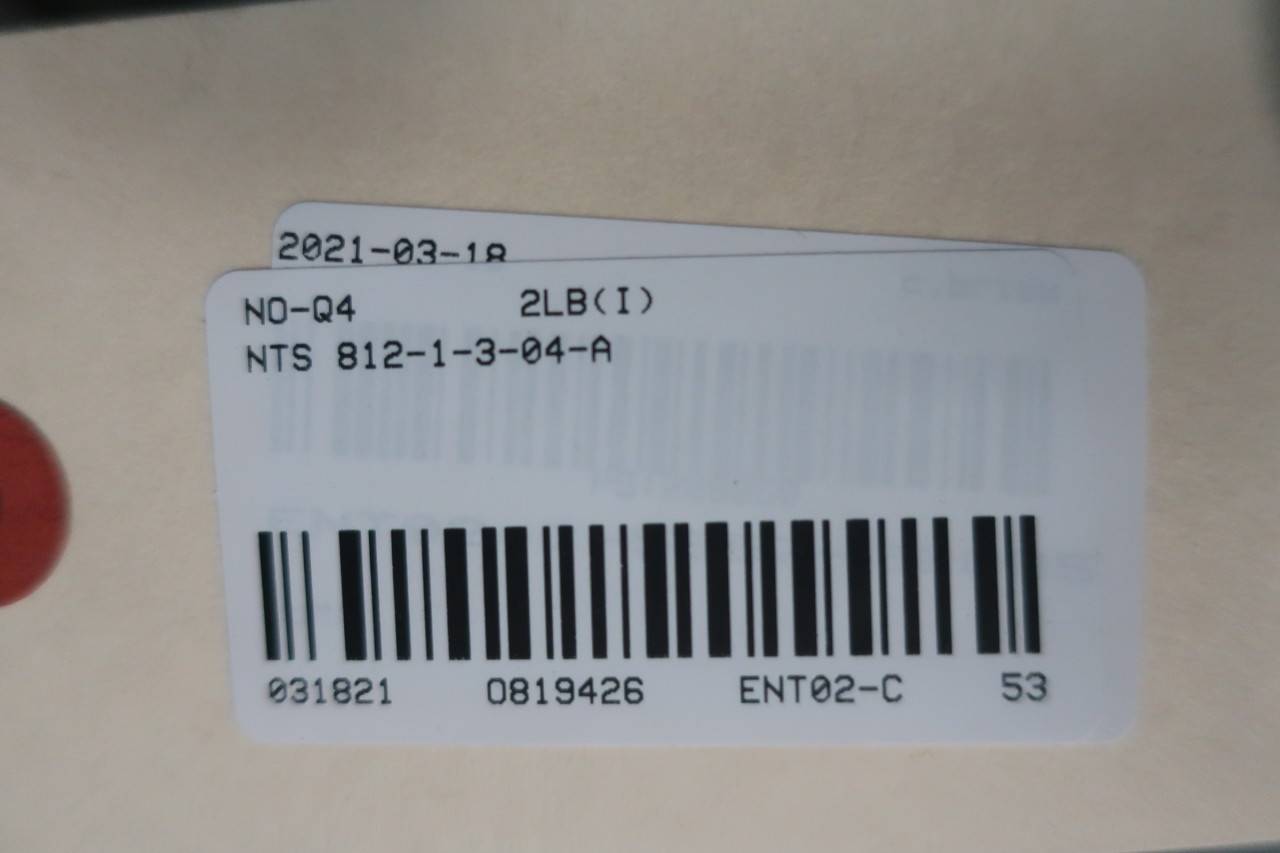 2021-03-18
NO-Q4 2LB(I)
NTS 812-1-3-04-A
031821 0819426 ENT02-C 53